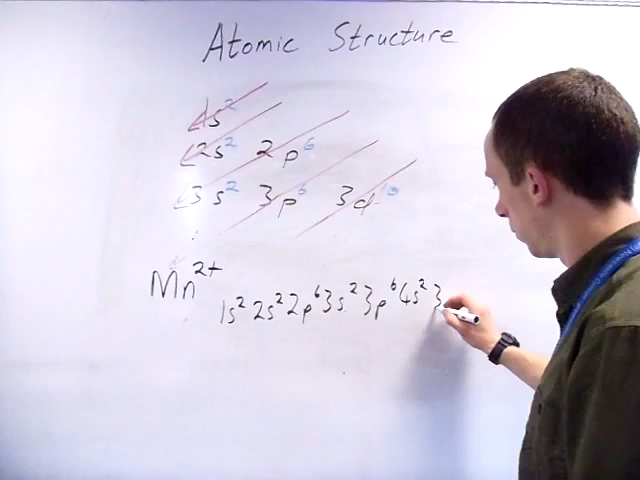 Atomic Structure
1s²
2s² 2p⁶
3s² 3p⁶ 3d¹⁰
:
Mn²⁺
1s² 2s² 2p⁶ 3s² 3p⁶ (4s² 3